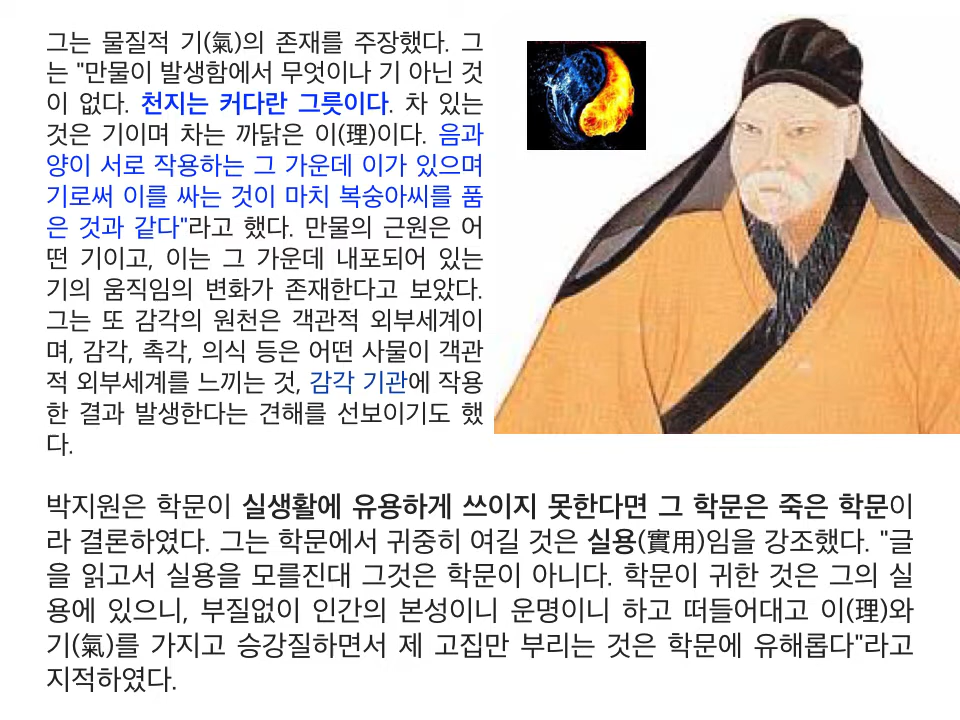 그는 물질적 기(氣)의 존재를 주장했다. 그
는 "만물이 발생함에서 무엇이나 기 아닌 것
이 없다. 천지는 커다란 그릇이다. 차 있는
것은 기이며 차는 까닭은 이(理)이다. 음과
양이 서로 작용하는 그 가운데 이가 있으며
기로써 이를 싸는 것이 마치 복숭아씨를 품
은 것과 같다"라고 했다. 만물의 근원은 어
떤 기이고, 이는 그 가운데 내포되어 있는
기의 움직임의 변화가 존재한다고 보았다.
그는 또 감각의 원천은 객관적 외부세계이
며, 감각, 촉각, 의식 등은 어떤 사물이 객관
적 외부세계를 느끼는 것, 감각 기관에 작용
한 결과 발생한다는 견해를 선보이기도 했
다.
박지원은 학문이 실생활에 유용하게 쓰이지 못한다면 그 학문은 죽은 학문이
라 결론하였다. 그는 학문에서 귀중히 여길 것은 실용(實用)임을 강조했다. "글
을 읽고서 실용을 모를진대 그것은 학문이 아니다. 학문이 귀한 것은 그의 실
용에 있으니, 부질없이 인간의 본성이니 운명이니 하고 떠들어대고 이(理)와
기(氣)를 가지고 승강질하면서 제 고집만 부리는 것은 학문에 유해롭다"라고
지적하였다.